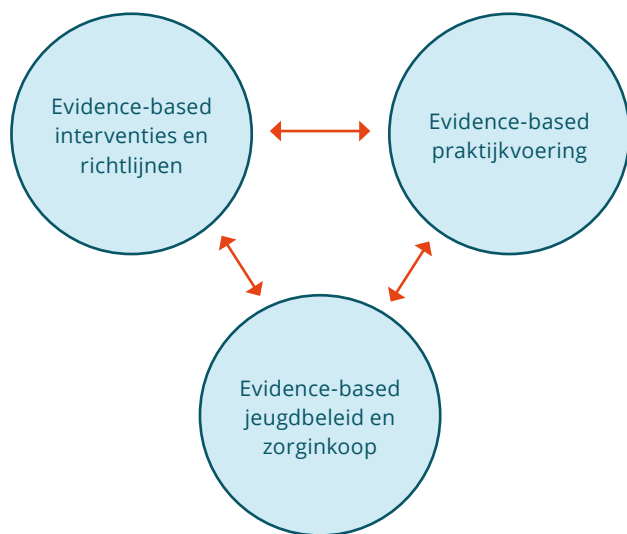 Evidence-based
interventies en
richtlijnen
Evidence-based
praktijkvoering
Evidence-based
jeugdbeleid en
zorginkoop